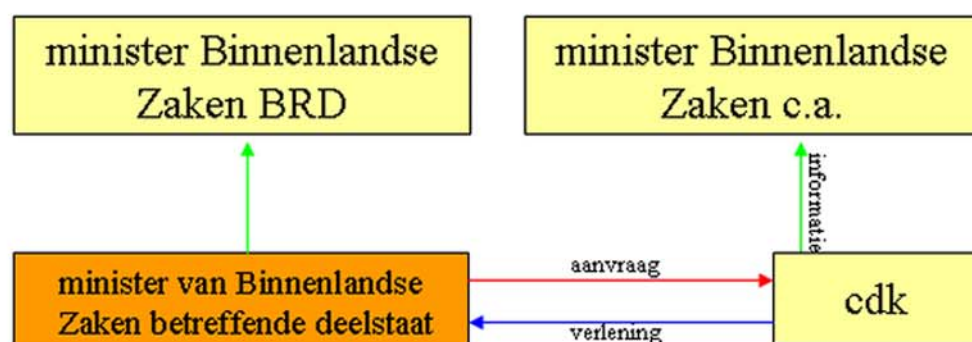 minister Binnenlandse
Zaken BRD
minister Binnenlandse
Zaken c.a.
informatie
minister van Binnenlandse
Zaken betreffende deelstaat
aanvraag
verlening
cdk